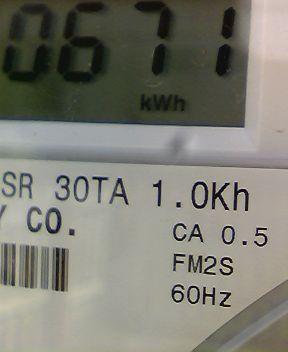 0671
kWh
SR 30TA 1.0Kh
Y CO.
CA 0.5
FM2S
60Hz